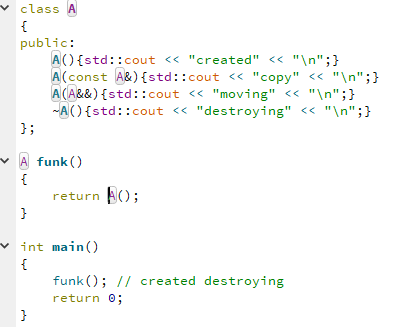 class A
{
public:
    A(){std::cout << "created" << "\n";}
    A(const A&){std::cout << "copy" << "\n";}
    A(A&&){std::cout << "moving" << "\n";}
    ~A(){std::cout << "destroying" << "\n";}
};

A funk()
{
    return A();
}

int main()
{
    funk(); // created destroying
    return 0;
}